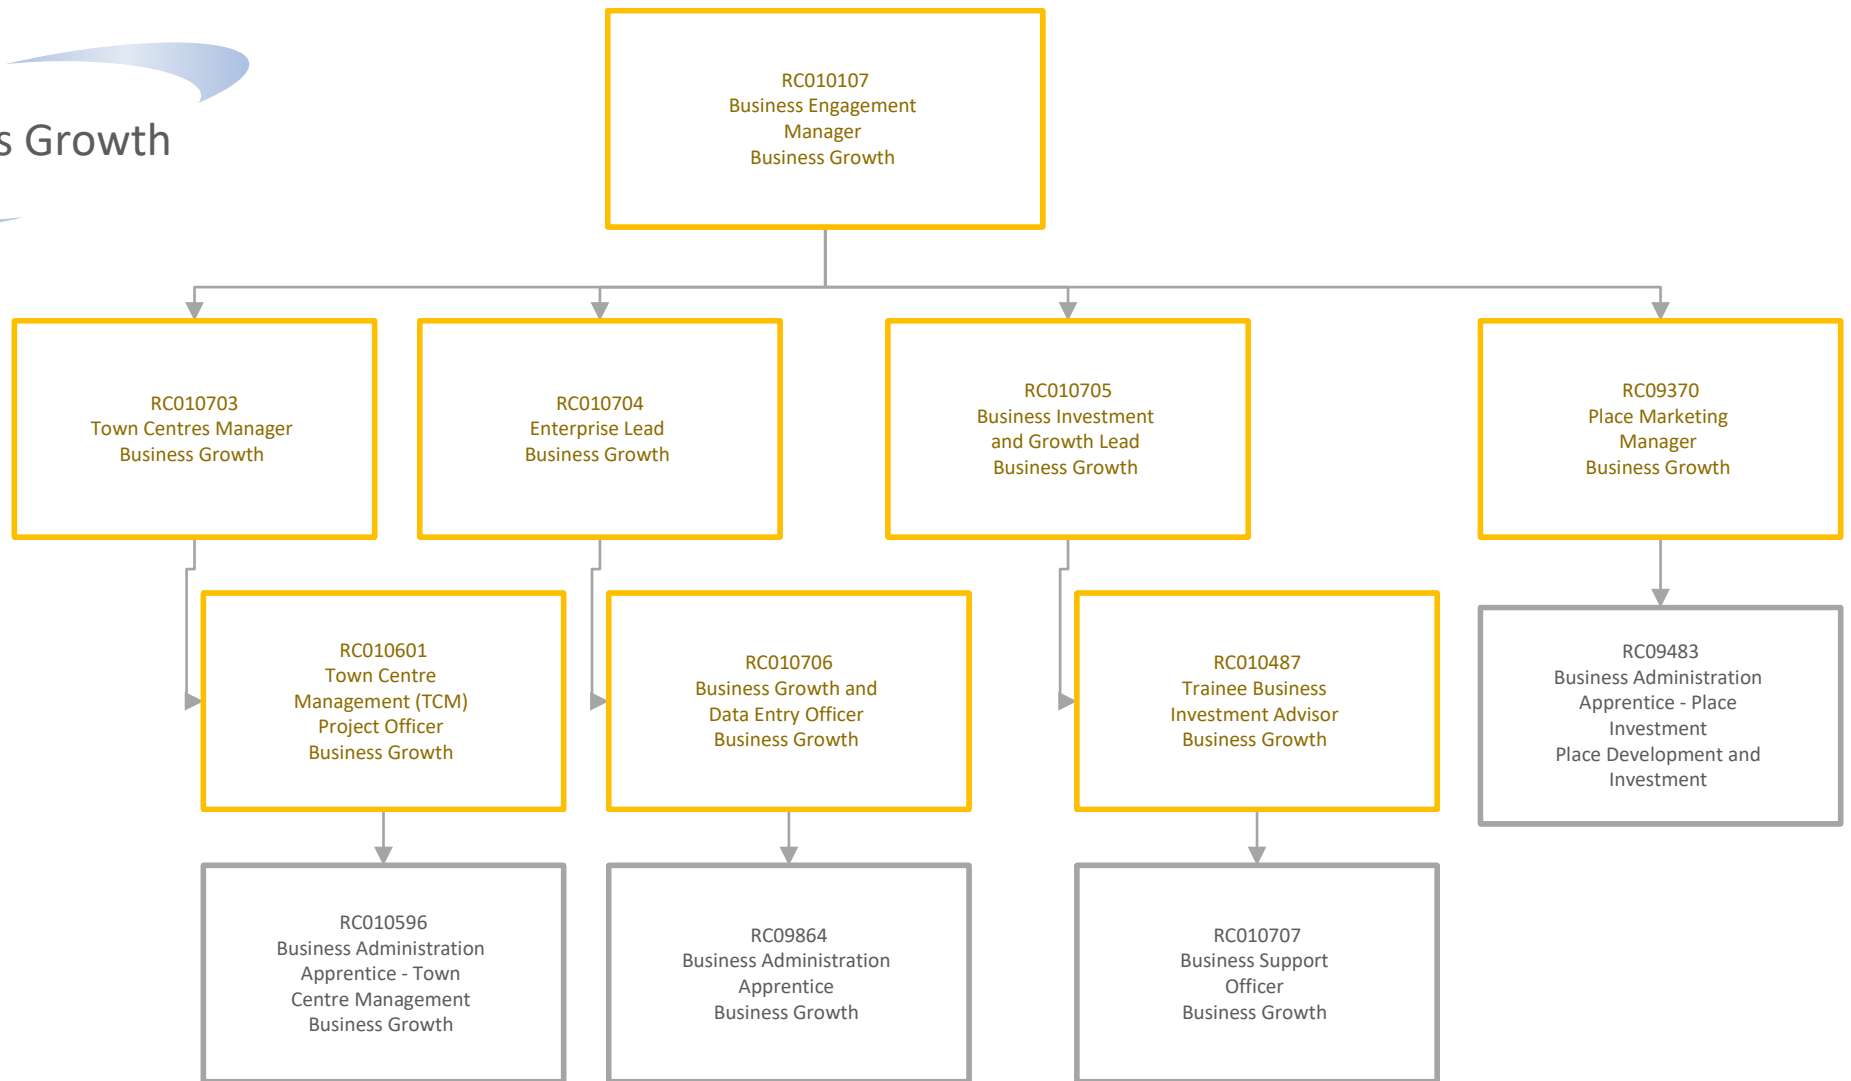 s Growth
RC010107
Business Engagement
Manager
Business Growth
RC010703
Town Centres Manager
Business Growth
RC010704
Enterprise Lead
Business Growth
RC010705
Business Investment
and Growth Lead
Business Growth
RC09370
Place Marketing
Manager
Business Growth
RC010601
Town Centre
Management (TCM)
Project Officer
Business Growth
RC010706
Business Growth and
Data Entry Officer
Business Growth
RC010487
Trainee Business
Investment Advisor
Business Growth
RC09483
Business Administration
Apprentice - Place
Investment
Place Development and
Investment
RC010596
Business Administration
Apprentice - Town
Centre Management
Business Growth
RC09864
Business Administration
Apprentice
Business Growth
RC010707
Business Support
Officer
Business Growth